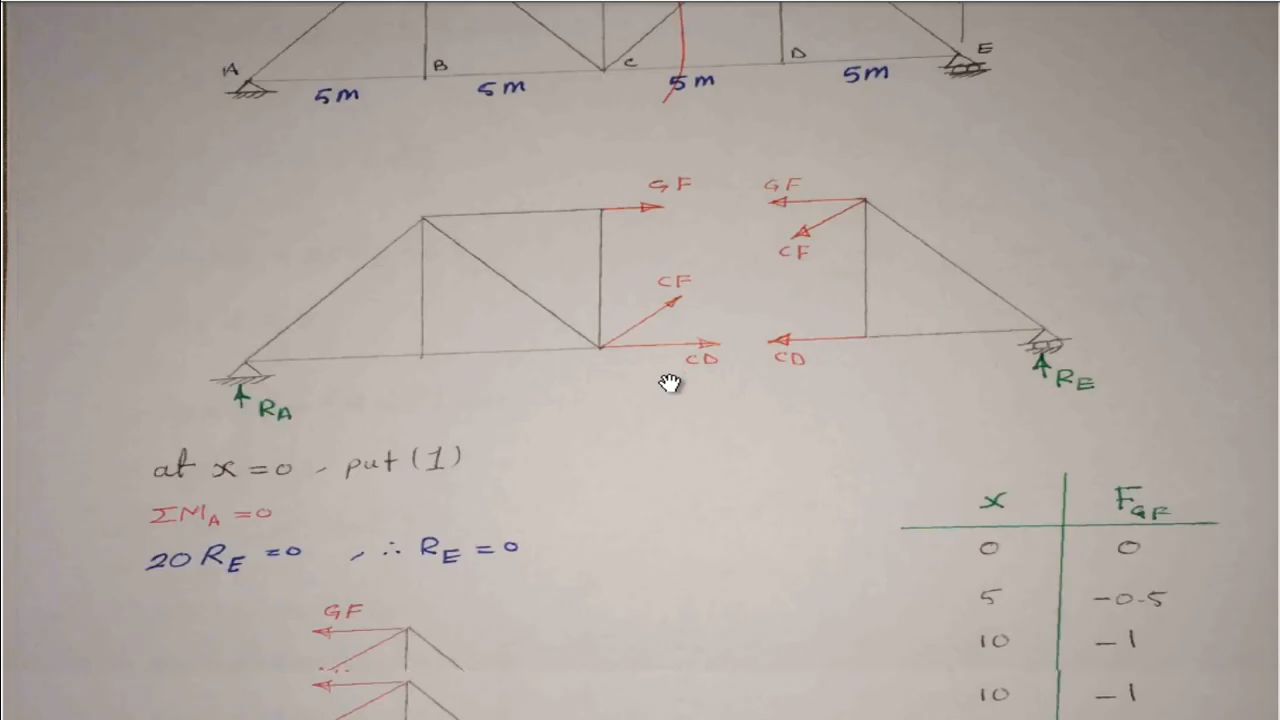 A B C D E
5m 5m 5m 5m
GF GF
CF CF
CD CD
RA RE
at x = 0 , put (1)
ΣMA = 0
20 RE = 0 , ∴ RE = 0
GF
...
x FGF
0 0
5 -0.5
10 -1
10 -1